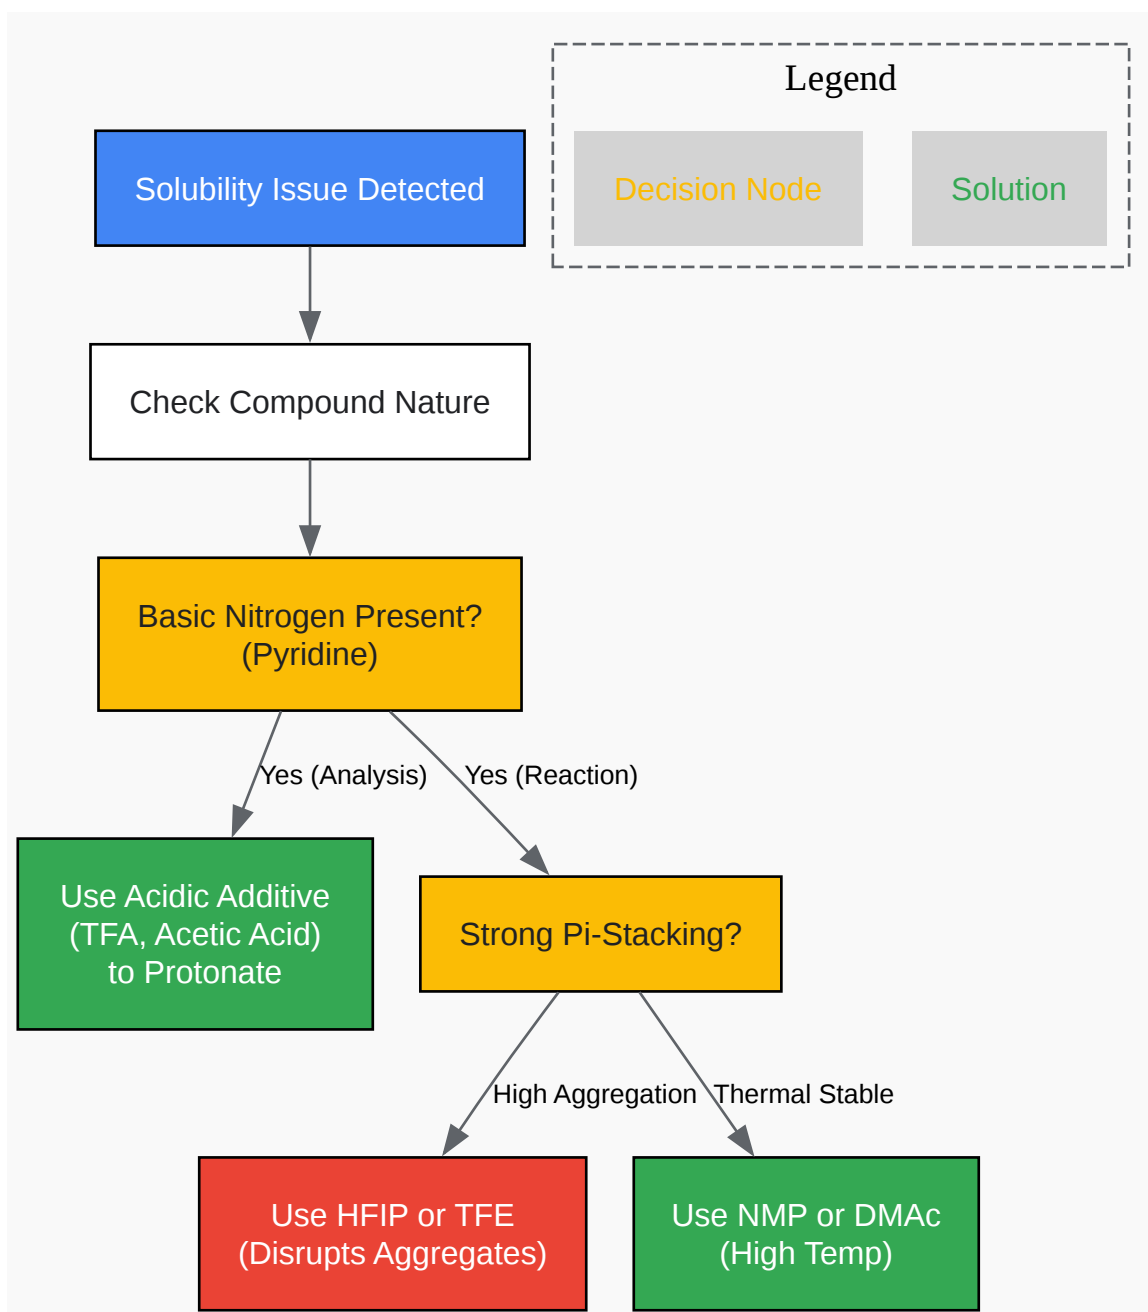 Legend
Decision Node
Solution
Solubility Issue Detected
Check Compound Nature
Basic Nitrogen Present?
(Pyridine)
Yes (Analysis)
Yes (Reaction)
Use Acidic Additive
(TFA, Acetic Acid)
to Protonate
Strong Pi-Stacking?
High Aggregation
Thermal Stable
Use HFIP or TFE
(Disrupts Aggregates)
Use NMP or DMAc
(High Temp)